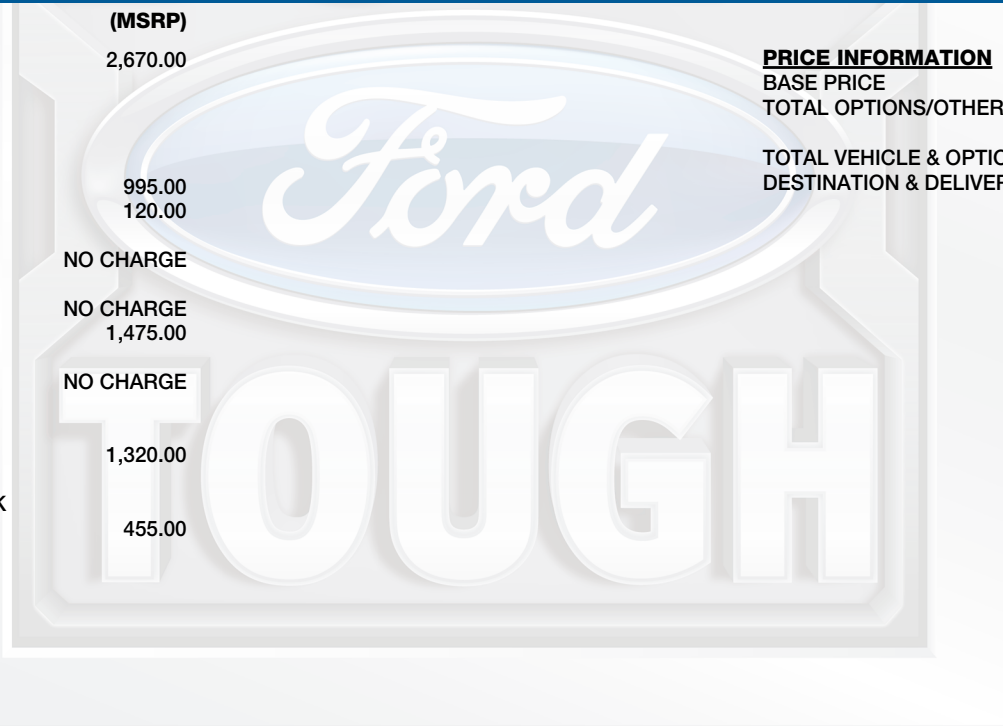 (MSRP)
2,670.00
995.00
120.00
NO CHARGE
NO CHARGE
1,475.00
NO CHARGE
1,320.00
K
455.00
PRICE INFORMATION
BASE PRICE
TOTAL OPTIONS/OTHER
TOTAL VEHICLE & OPTIO
DESTINATION & DELIVER
Ford
TOUGH